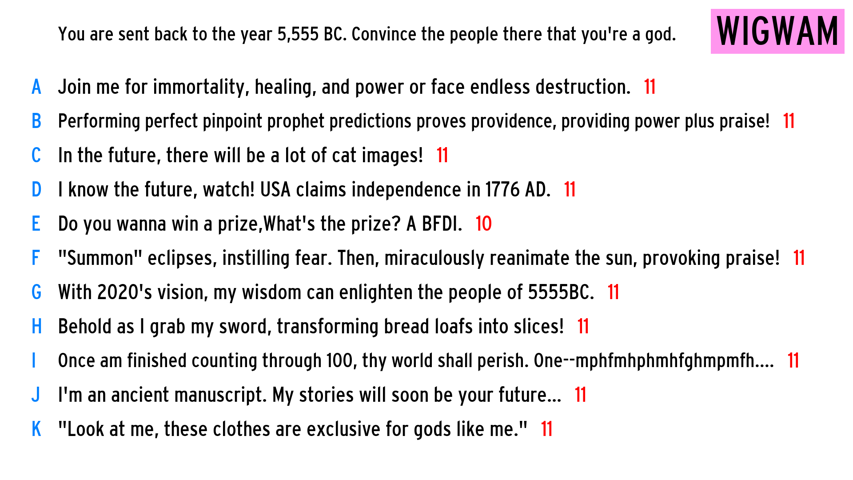 You are sent back to the year 5,555 BC. Convince the people there that you're a god.
WIGWAM
A Join me for immortality, healing, and power or face endless destruction. 11
B Performing perfect pinpoint prophet predictions proves providence, providing power plus praise! 11
C In the future, there will be a lot of cat images! 11
D I know the future, watch! USA claims independence in 1776 AD. 11
E Do you wanna win a prize,What's the prize? A BFDI. 10
F "Summon" eclipses, instilling fear. Then, miraculously reanimate the sun, provoking praise! 11
G With 2020's vision, my wisdom can enlighten the people of 5555BC. 11
H Behold as I grab my sword, transforming bread loafs into slices! 11
I Once am finished counting through 100, thy world shall perish. One--mphfmhphmhfghmpmfh.... 11
J I'm an ancient manuscript. My stories will soon be your future... 11
K "Look at me, these clothes are exclusive for gods like me." 11